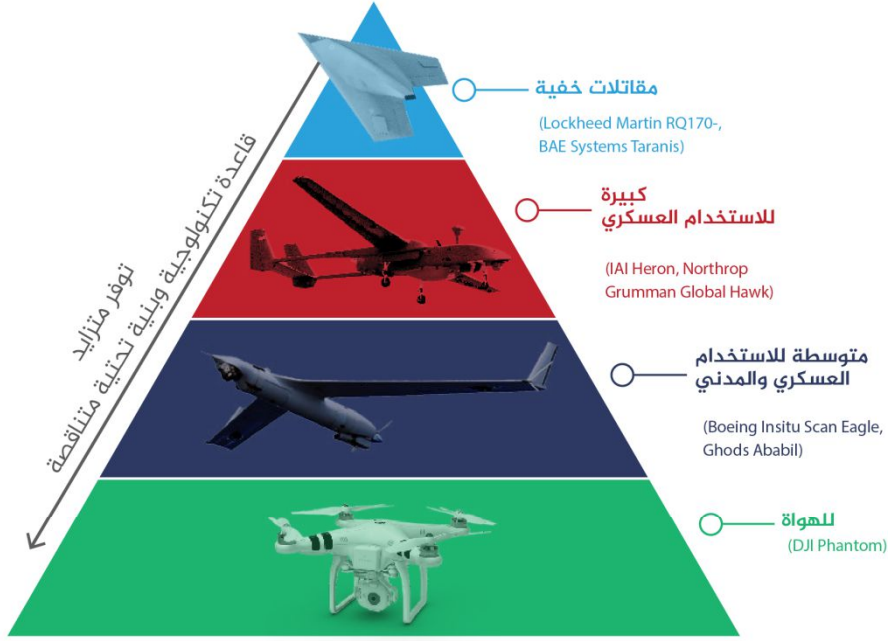 مقاتلات خفية
(Lockheed Martin RQ170-,
BAE Systems Taranis)
كبيرة
للاستخدام العسكري
(IAI Heron, Northrop
Grumman Global Hawk)
متوسطة للاستخدام
العسكري والمدني
(Boeing Insitu Scan Eagle,
Ghods Ababil)
للهواة
(DJI Phantom)
توفر متزايد
قاعدة تكنولوجية وبنية تحتية متناقصة